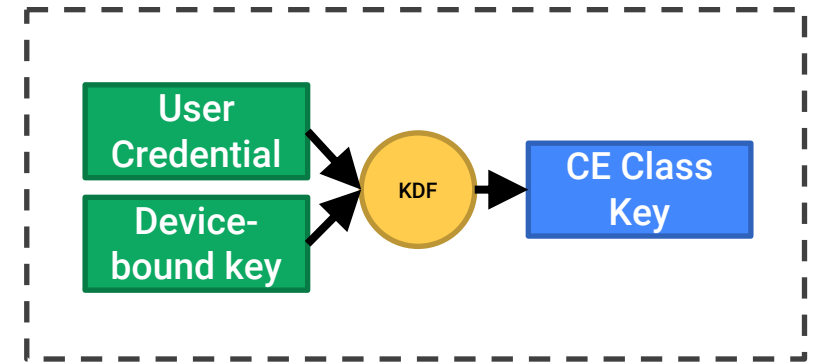 User
Credential
Device-
bound key
KDF
CE Class
Key